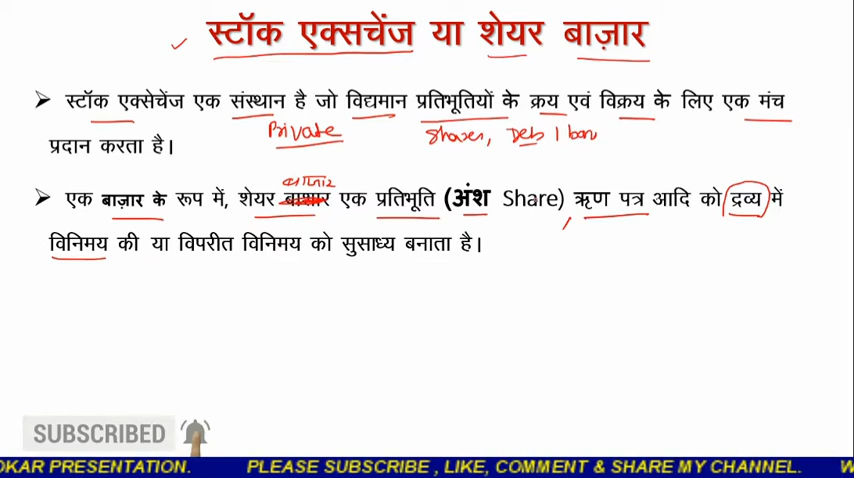 स्टॉक एक्सचेंज या शेयर बाज़ार
➢ स्टॉक एक्सेचेंज एक संस्थान है जो विद्यमान प्रतिभूतियों के क्रय एवं विक्रय के लिए एक मंच
Private Shares, Deb |
प्रदान करता है।
बाजार
➢ एक बाज़ार के रूप में, शेयर बाशार एक प्रतिभूति (अंश Share) ऋण पत्र आदि को द्रव्य में
विनिमय की या विपरीत विनिमय को सुसाध्य बनाता है।
SUBSCRIBED
OKAR PRESENTATION. PLEASE SUBSCRIBE , LIKE, COMMENT & SHARE MY CHANNEL. W